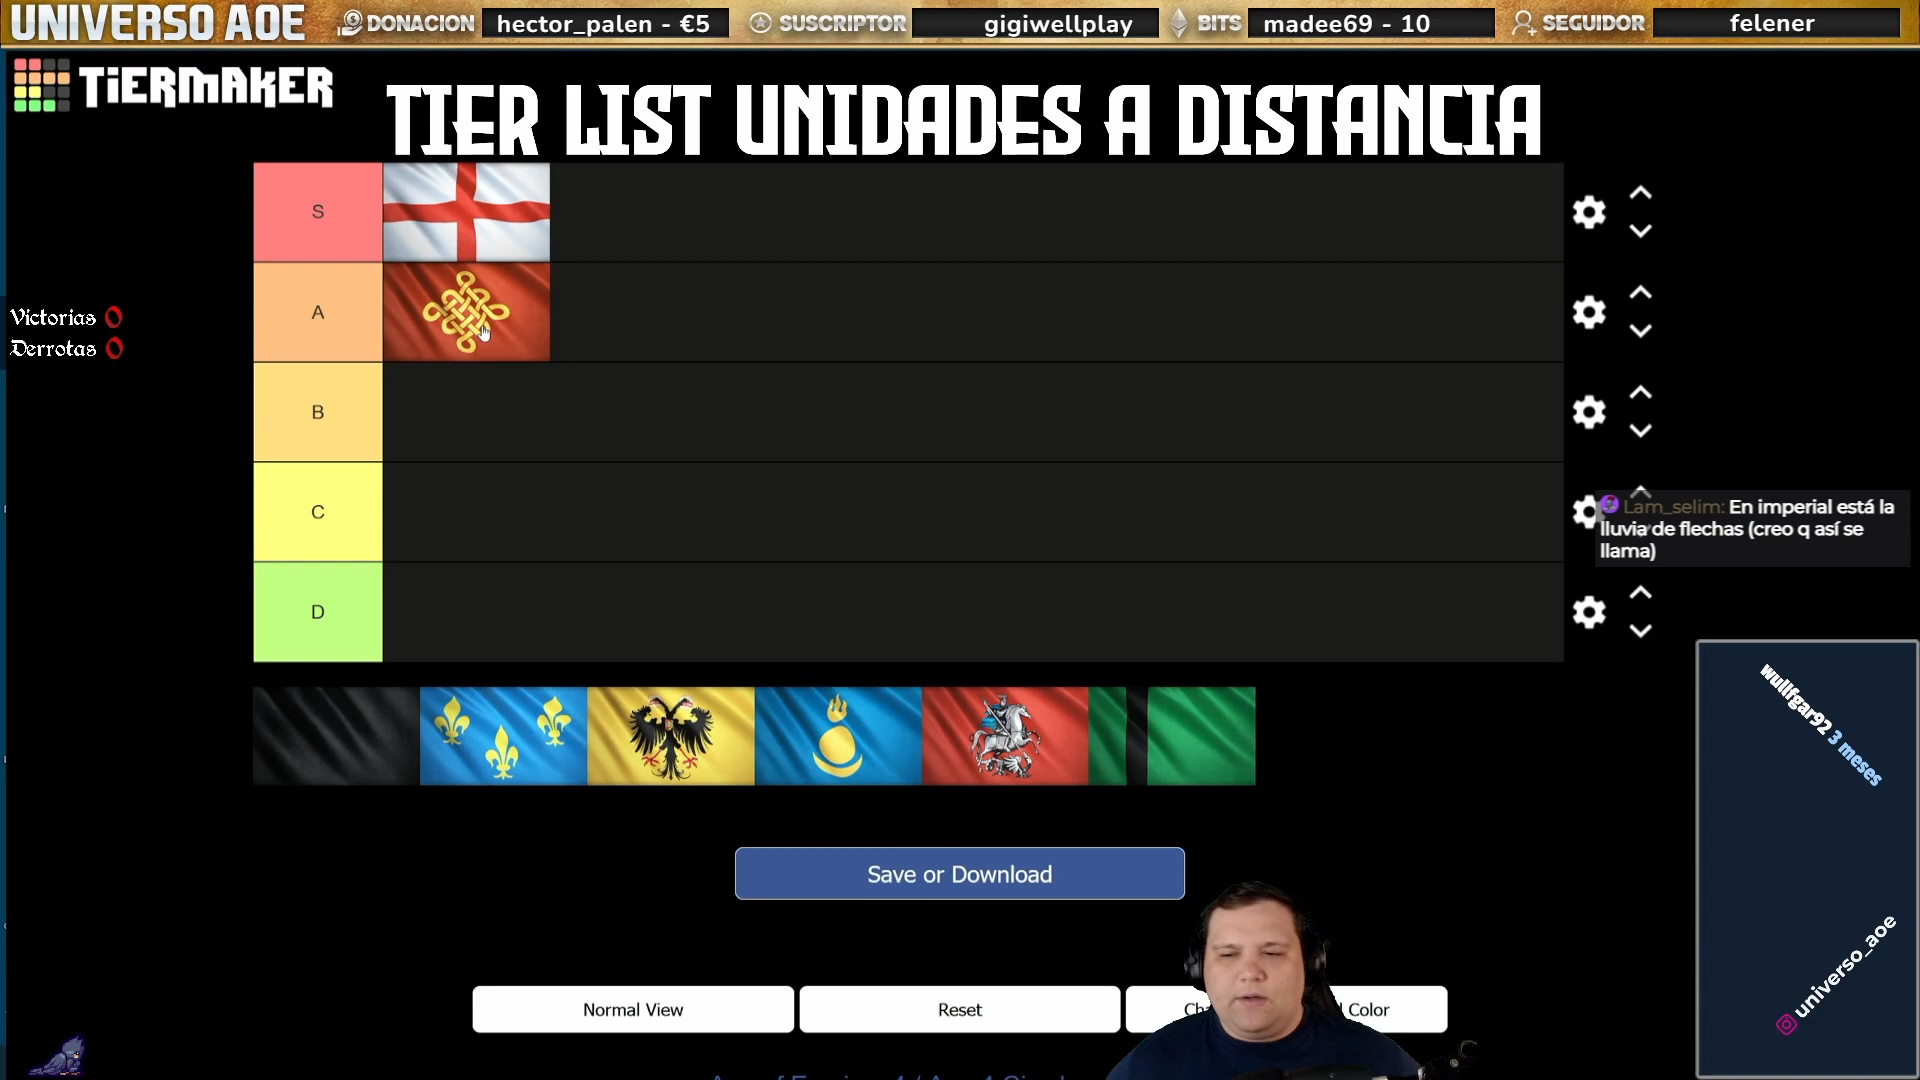 UNIVERSO AOE
DONACION
hector_palen - €5
SUSCRIPTOR
gigiwellplay
BITS
madee69 - 10
SEGUIDOR
felener
TiERMAKER
TIER LIST UNIDADES A DISTANCIA
S
A
B
C
D
Victorias 0
Derrotas 0
Lam_selim: En imperial está la
lluvia de flechas (creo q así se
llama)
wullfgar92 3 meses
universo_aoe
Save or Download
Normal View
Reset
Color